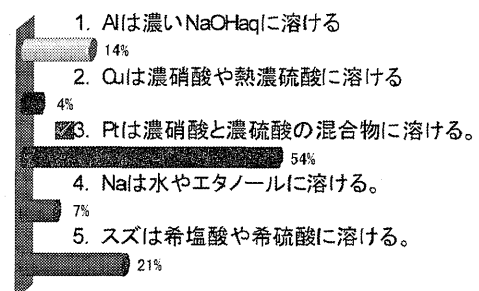 1. Alは濃いNaOHaqに溶ける
14%
2. Cuは濃硝酸や熱濃硫酸に溶ける
4%
3. Ptは濃硝酸と濃硫酸の混合物に溶ける。
54%
4. Naは水やエタノールに溶ける。
7%
5. スズは希塩酸や希硫酸に溶ける。
21%